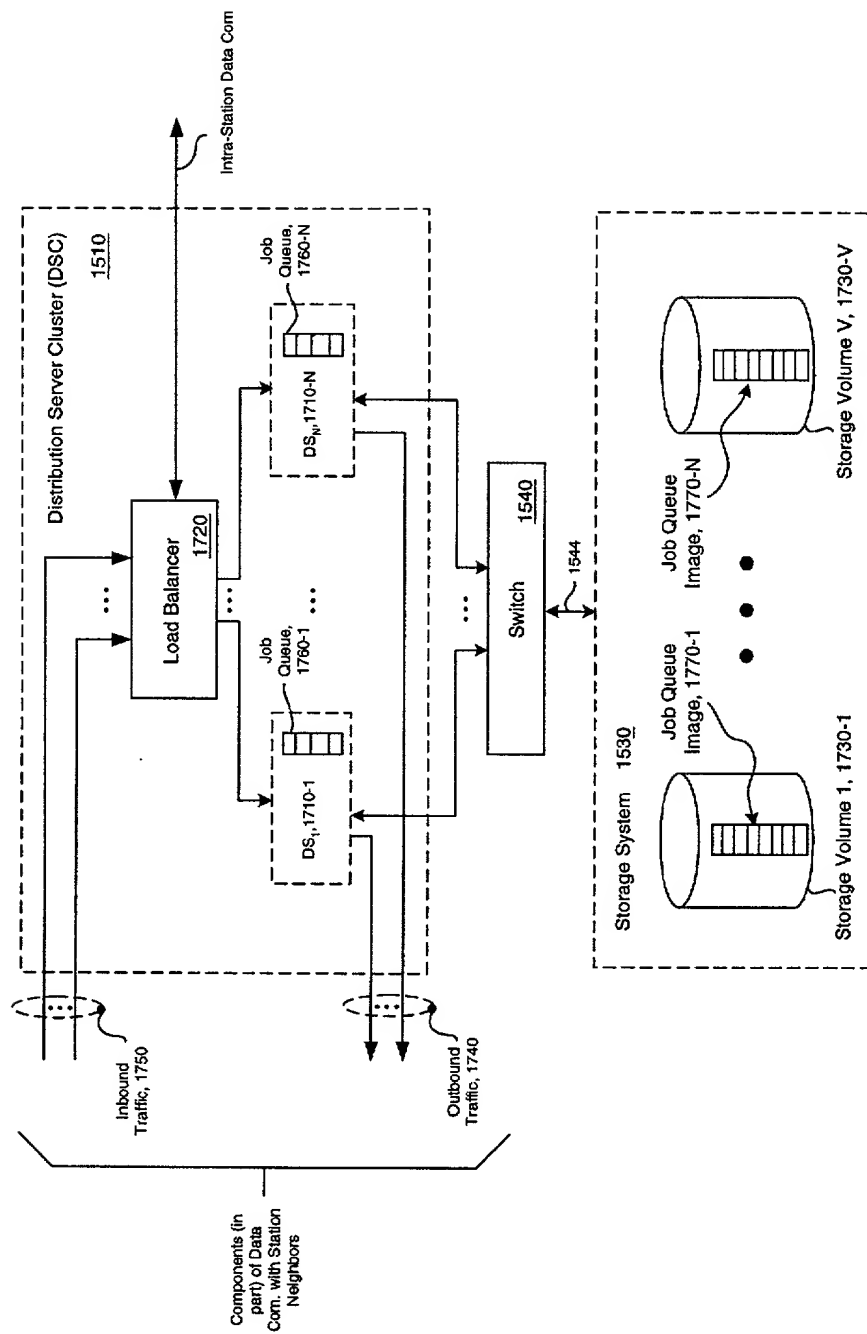 Intra-Station Data Com
Distribution Server Cluster (DSC)
1510
Load Balancer
1720
...
...
Job
Queue,
1760-1
DS1,1710-1
...
Job
Queue,
1760-N
DSN,1710-N
Inbound
Traffic, 1750
...
Outbound
Traffic, 1740
...
Components (in
part) of Data
Com. with Station
Neighbors
...
Switch
1540
1544
Storage System 1530
Job Queue
Image, 1770-1
Storage Volume 1, 1730-1
Job Queue
Image, 1770-N
Storage Volume V, 1730-V